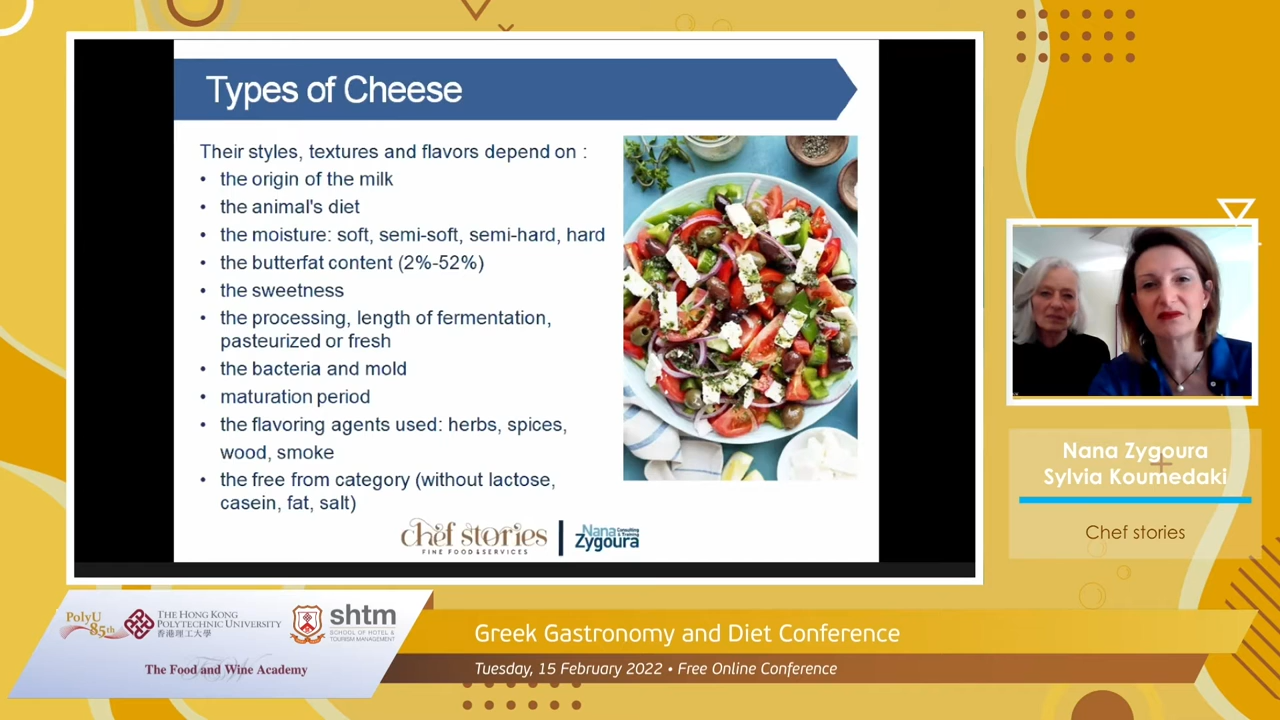 Types of Cheese
Their styles, textures and flavors depend on :
• the origin of the milk
• the animal's diet
• the moisture: soft, semi-soft, semi-hard, hard
• the butterfat content (2%-52%)
• the sweetness
• the processing, length of fermentation,
pasteurized or fresh
• the bacteria and mold
• maturation period
• the flavoring agents used: herbs, spices,
wood, smoke
• the free from category (without lactose,
casein, fat, salt)
chef stories
FINE FOOD & SERVICES
Nana Consulting & Training
Zygoura
Nana Zygoura
Sylvia Koumedaki
Chef stories
PolyU
85th
THE HONG KONG
POLYTECHNIC UNIVERSITY
香港理工大學
shtm
SCHOOL OF HOTEL &
TOURISM MANAGEMENT
The Food and Wine Academy
Greek Gastronomy and Diet Conference
Tuesday, 15 February 2022 • Free Online Conference